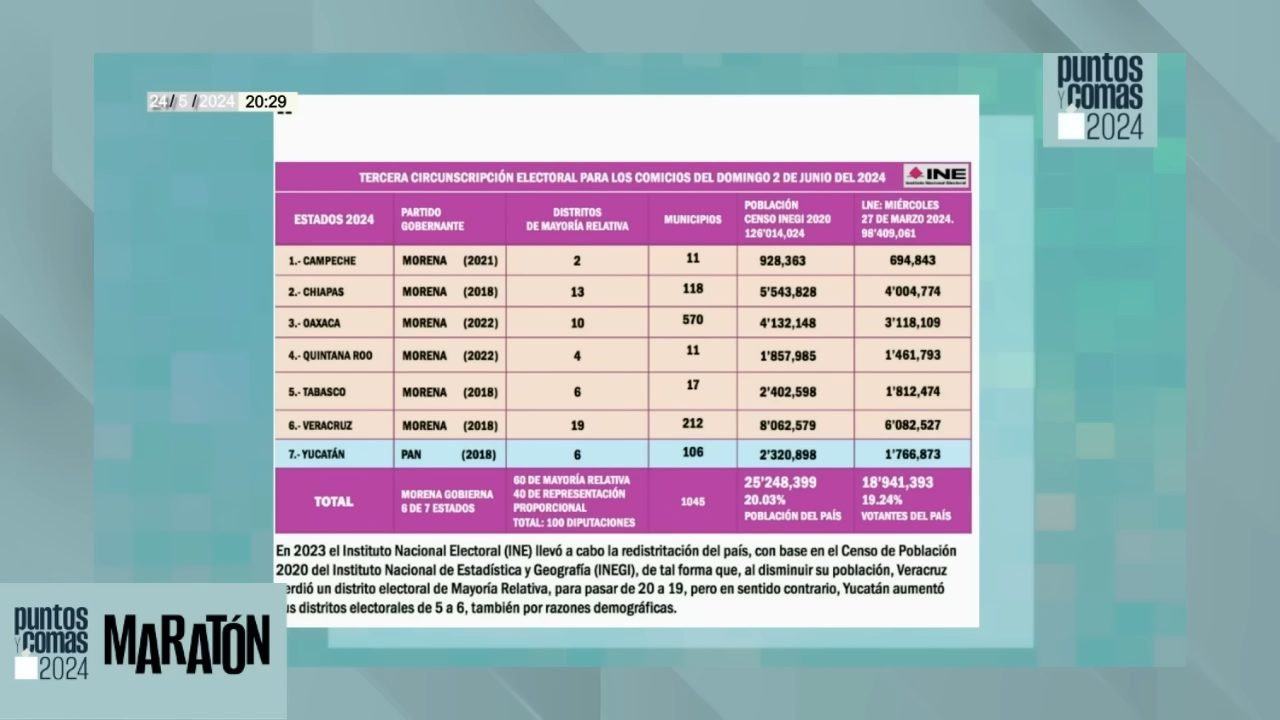 24/ 5 /2024 20:29
puntos
y comas
2024
TERCERA CIRCUNSCRIPCIÓN ELECTORAL PARA LOS COMICIOS DEL DOMINGO 2 DE JUNIO DEL 2024
INE
Instituto Nacional Electoral
ESTADOS 2024
PARTIDO
GOBERNANTE
DISTRITOS
DE MAYORÍA RELATIVA
MUNICIPIOS
POBLACIÓN
CENSO INEGI 2020
126'014,024
LNE: MIÉRCOLES
27 DE MARZO 2024.
98'409,061
1.- CAMPECHE MORENA (2021) 2 11 928,363 694,843
2.- CHIAPAS MORENA (2018) 13 118 5'543,828 4'004,774
3.- OAXACA MORENA (2022) 10 570 4'132,148 3'118,109
4.- QUINTANA ROO MORENA (2022) 4 11 1'857,985 1'461,793
5.- TABASCO MORENA (2018) 6 17 2'402,598 1'812,474
6.- VERACRUZ MORENA (2018) 19 212 8'062,579 6'082,527
7.- YUCATÁN PAN (2018) 6 106 2'320,898 1'766,873
TOTAL
MORENA GOBIERNA
6 DE 7 ESTADOS
60 DE MAYORÍA RELATIVA
40 DE REPRESENTACIÓN
PROPORCIONAL
TOTAL: 100 DIPUTACIONES
1045
25'248,399
20.03%
POBLACIÓN DEL PAÍS
18'941,393
19.24%
VOTANTES DEL PAÍS
En 2023 el Instituto Nacional Electoral (INE) llevó a cabo la redistritación del país, con base en el Censo de Población
2020 del Instituto Nacional de Estadística y Geografía (INEGI), de tal forma que, al disminuir su población, Veracruz
erdió un distrito electoral de Mayoría Relativa, para pasar de 20 a 19, pero en sentido contrario, Yucatán aumentó
us distritos electorales de 5 a 6, también por razones demográficas.
puntos
y comas
2024
MARATÓN